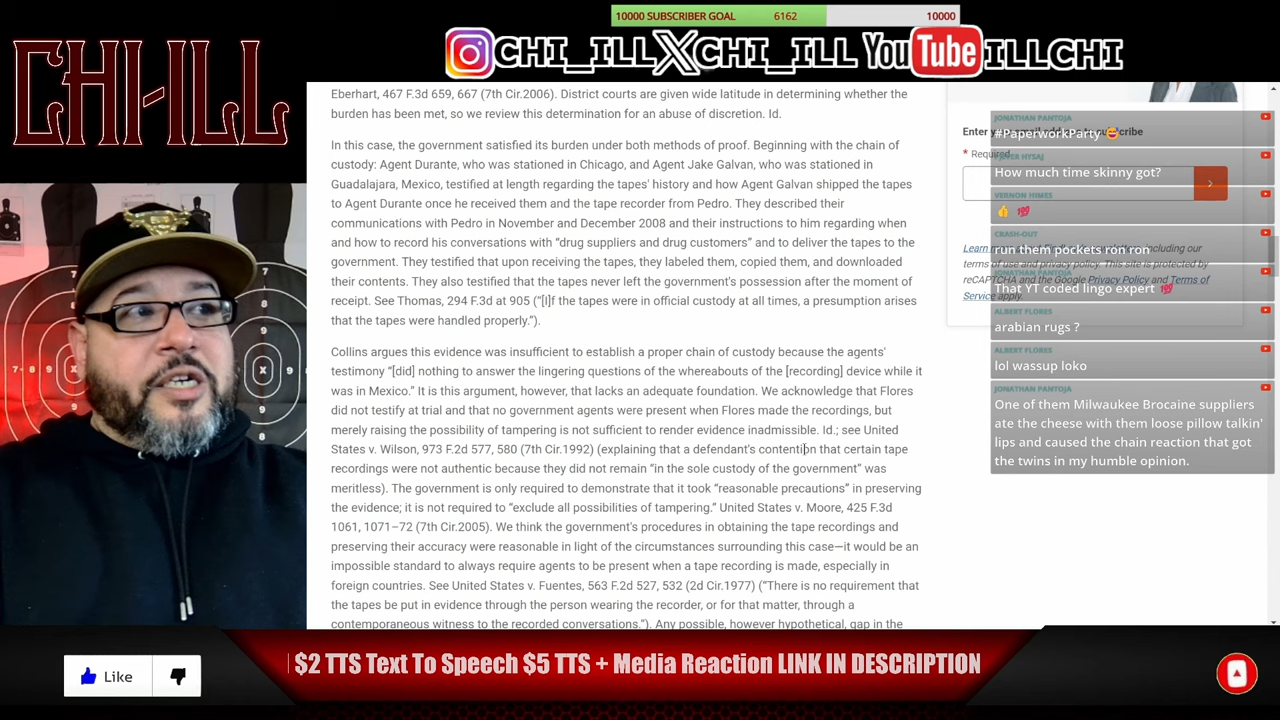 10000 SUBSCRIBER GOAL 6162 10000
CHI-ILL
CHI_ILL X CHI_ILL YouTube ILLCHI
Eberhart, 467 F.3d 659, 667 (7th Cir.2006). District courts are given wide latitude in determining whether the
burden has been met, so we review this determination for an abuse of discretion. Id.
In this case, the government satisfied its burden under both methods of proof. Beginning with the chain of
custody: Agent Durante, who was stationed in Chicago, and Agent Jake Galvan, who was stationed in
Guadalajara, Mexico, testified at length regarding the tapes' history and how Agent Galvan shipped the tapes
to Agent Durante once he received them and the tape recorder from Pedro. They described their
communications with Pedro in November and December 2008 and their instructions to him regarding when
and how to record his conversations with “drug suppliers and drug customers” and to deliver the tapes to the
government. They testified that upon receiving the tapes, they labeled them, copied them, and downloaded
their contents. They also testified that the tapes never left the government's possession after the moment of
receipt. See Thomas, 294 F.3d at 905 (“[I]f the tapes were in official custody at all times, a presumption arises
that the tapes were handled properly.”).
Collins argues this evidence was insufficient to establish a proper chain of custody because the agents'
testimony “[did] nothing to answer the lingering questions of the whereabouts of the [recording] device while it
was in Mexico.” It is this argument, however, that lacks an adequate foundation. We acknowledge that Flores
did not testify at trial and that no government agents were present when Flores made the recordings, but
merely raising the possibility of tampering is not sufficient to render evidence inadmissible. Id.; see United
States v. Wilson, 973 F.2d 577, 580 (7th Cir.1992) (explaining that a defendant's contention that certain tape
recordings were not authentic because they did not remain “in the sole custody of the government” was
meritless). The government is only required to demonstrate that it took “reasonable precautions” in preserving
the evidence; it is not required to “exclude all possibilities of tampering.” United States v. Moore, 425 F.3d
1061, 1071–72 (7th Cir.2005). We think the government's procedures in obtaining the tape recordings and
preserving their accuracy were reasonable in light of the circumstances surrounding this case—it would be an
impossible standard to always require agents to be present when a tape recording is made, especially in
foreign countries. See United States v. Fuentes, 563 F.2d 527, 532 (2d Cir.1977) (“There is no requirement that
the tapes be put in evidence through the person wearing the recorder, or for that matter, through a
contemporaneous witness to the recorded conversations.”). Any possible, however hypothetical, gap in the
* Required
Privacy Policy and the Google
Terms of
Service apply.
JONATHAN PANTOJA
#PaperworkParty 😅
How much time skinny got?
VERNON HIMES
👍 💯
CRASH-OUT
run them pockets ron ron
JONATHAN PANTOJA
That YT coded lingo expert 💯
ALBERT FLORES
arabian rugs ?
ALBERT FLORES
lol wassup loko
JONATHAN PANTOJA
One of them Milwaukee Brocaine suppliers
ate the cheese with them loose pillow talkin'
lips and caused the chain reaction that got
the twins in my humble opinion.
Like
$2 TTS Text To Speech $5 TTS + Media Reaction LINK IN DESCRIPTION